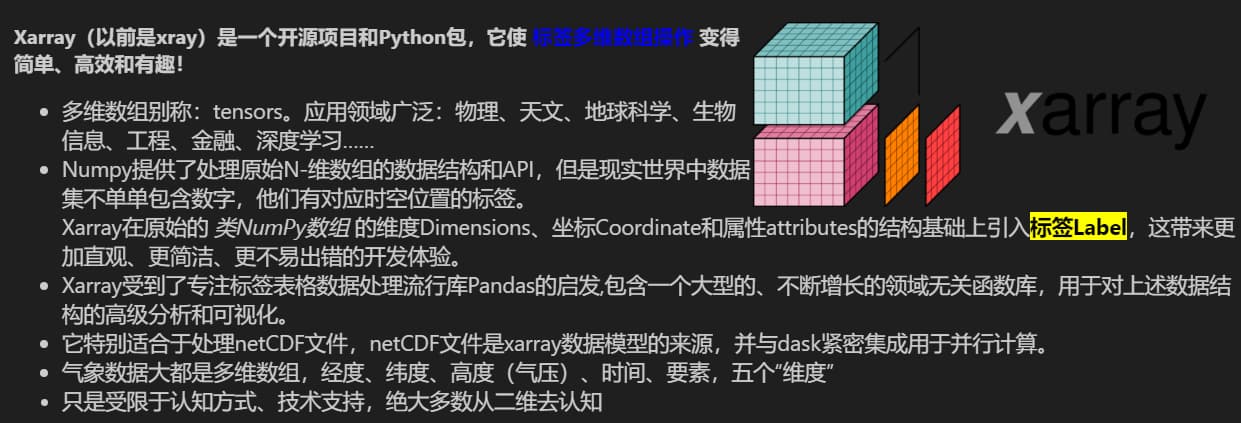 Xarray（以前是xray）是一个开源项目和Python包，它使 标签多维数组操作 变得
简单、高效和有趣！
xarray
多维数组别称：tensors。应用领域广泛：物理、天文、地球科学、生物
信息、工程、金融、深度学习......
Numpy提供了处理原始N-维数组的数据结构和API，但是现实世界中数据
集不单单包含数字，他们有对应时空位置的标签。
Xarray在原始的 类NumPy数组 的维度Dimensions、坐标Coordinate和属性attributes的结构基础上引入标签Label，这带来更
加直观、更简洁、更不易出错的开发体验。
Xarray受到了专注标签表格数据处理流行库Pandas的启发,包含一个大型的、不断增长的领域无关函数库，用于对上述数据结
构的高级分析和可视化。
它特别适合于处理netCDF文件，netCDF文件是xarray数据模型的来源，并与dask紧密集成用于并行计算。
气象数据大都是多维数组，经度、纬度、高度（气压）、时间、要素，五个“维度”
只是受限于认知方式、技术支持，绝大多数从二维去认知